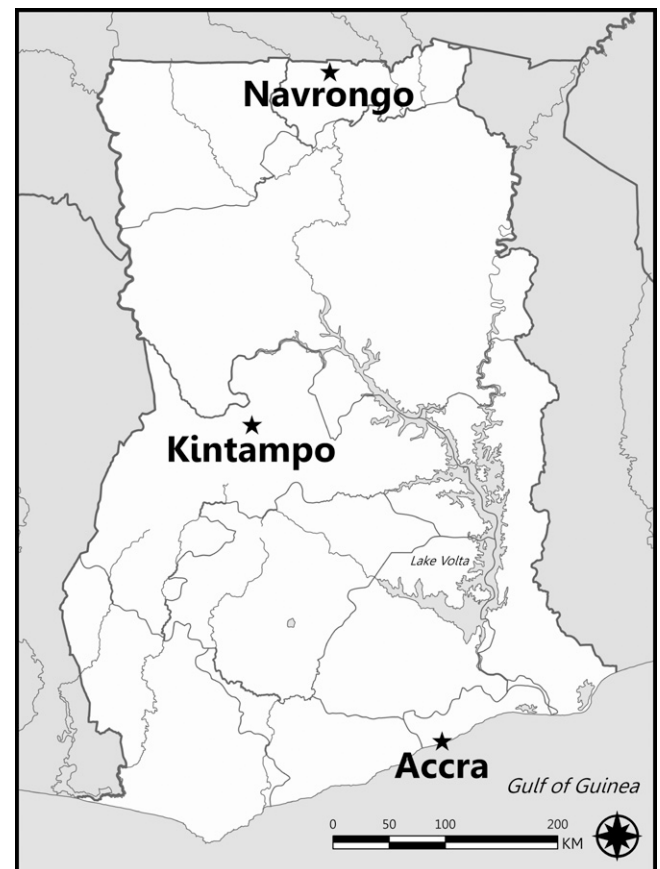 Navrongo
Kintampo
Lake Volta
Accra
Gulf of Guinea
0 50 100 200
KM